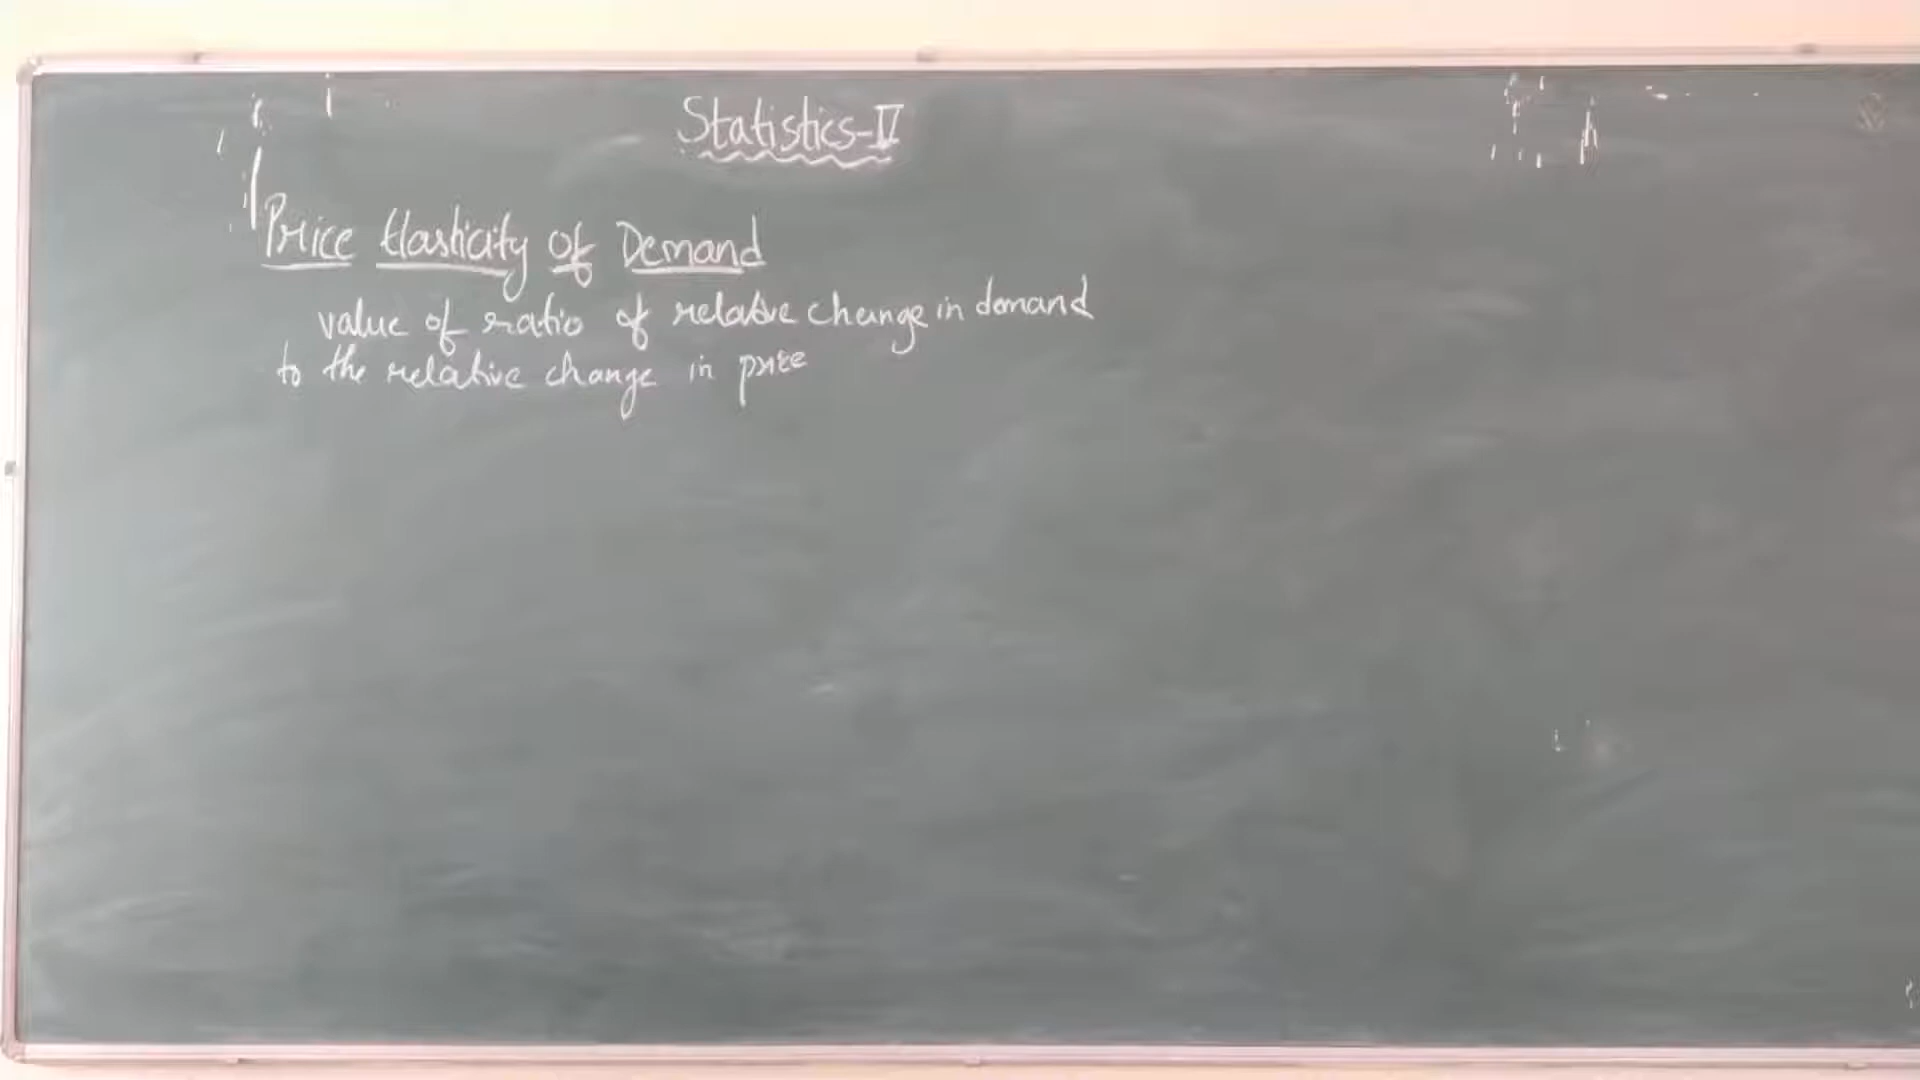 Statistics-IV
Price Elasticity of Demand
value of ratio of relative change in demand
to the relative change in price